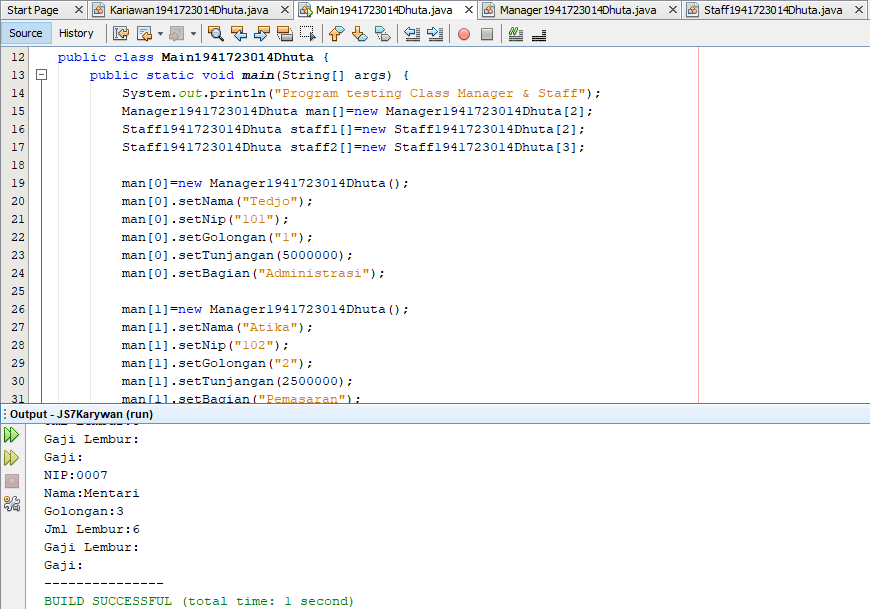 Start Page Kariawan1941723014Dhuta.java Main1941723014Dhuta.java Manager1941723014Dhuta.java Staff1941723014Dhuta.java
Source History
12 public class Main1941723014Dhuta {
13 public static void main(String[] args) {
14 System.out.println("Program testing Class Manager & Staff");
15 Manager1941723014Dhuta man[]=new Manager1941723014Dhuta[2];
16 Staff1941723014Dhuta staff1[]=new Staff1941723014Dhuta[2];
17 Staff1941723014Dhuta staff2[]=new Staff1941723014Dhuta[3];
18
19 man[0]=new Manager1941723014Dhuta();
20 man[0].setNama("Tedjo");
21 man[0].setNip("101");
22 man[0].setGolongan("1");
23 man[0].setTunjangan(5000000);
24 man[0].setBagian("Administrasi");
25
26 man[1]=new Manager1941723014Dhuta();
27 man[1].setNama("Atika");
28 man[1].setNip("102");
29 man[1].setGolongan("2");
30 man[1].setTunjangan(2500000);
31 man[1].setBagian("Pemasaran");
Output - JS7Karywan (run)
Gaji Lembur:
Gaji:
NIP:0007
Nama:Mentari
Golongan:3
Jml Lembur:6
Gaji Lembur:
Gaji:
---------------
BUILD SUCCESSFUL (total time: 1 second)